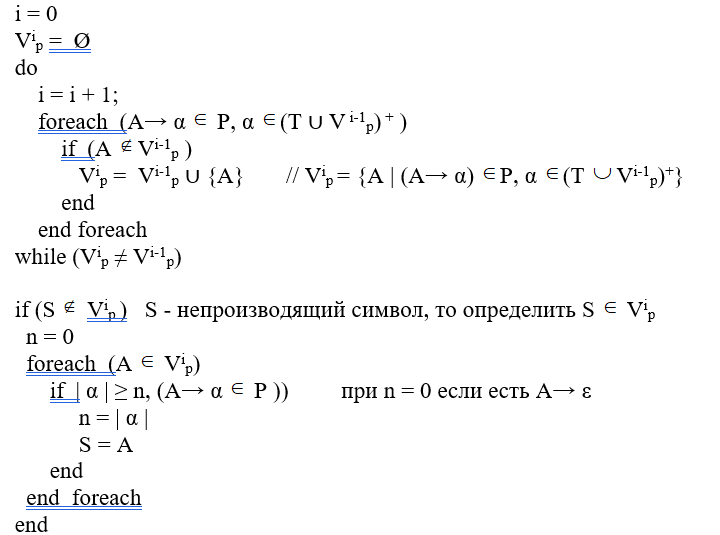 i = 0
Vⁱₚ = Ø
do
i = i + 1;
foreach (A→ α ∈ P, α ∈ (T ∪ Vⁱ⁻¹ₚ)⁺ )
if (A ∉ Vⁱ⁻¹ₚ )
Vⁱₚ = Vⁱ⁻¹ₚ ∪ {A} // Vⁱₚ = {A | (A→ α) ∈ P, α ∈ (T ∪ Vⁱ⁻¹ₚ)⁺}
end
end foreach
while (Vⁱₚ ≠ Vⁱ⁻¹ₚ)
if (S ∉ Vⁱₚ ) S - непроизводящий символ, то определить S ∈ Vⁱₚ
n = 0
foreach (A ∈ Vⁱₚ)
if | α | ≥ n, (A→ α ∈ P )) при n = 0 если есть A→ ε
n = | α |
S = A
end
end foreach
end